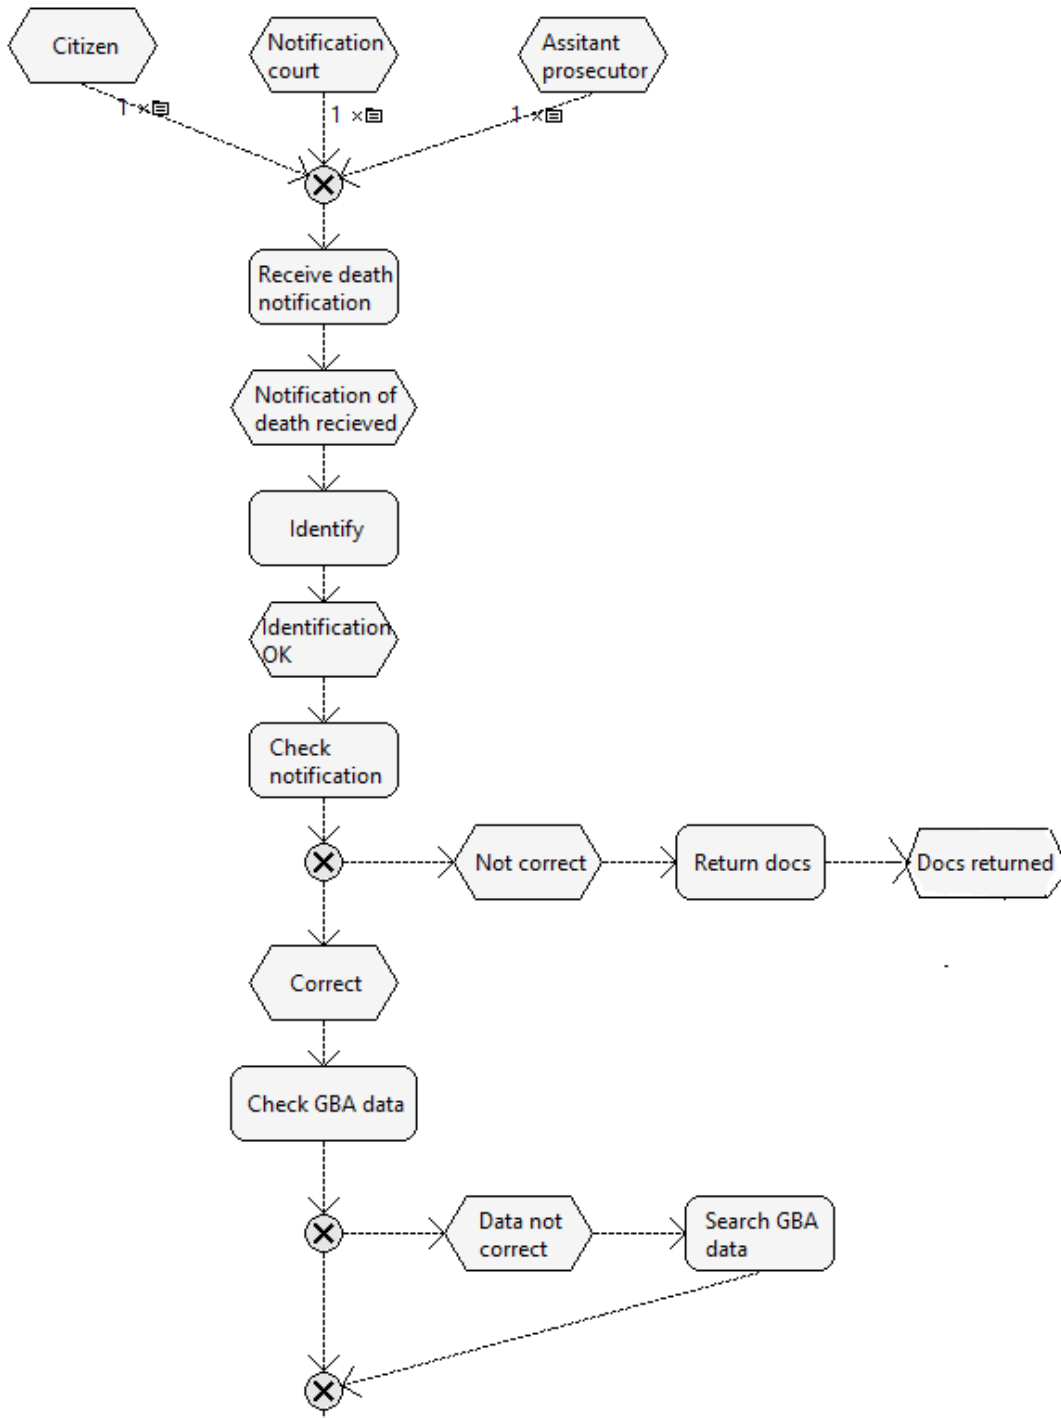 Citizen
Notification
court
Assitant
prosecutor
1 ×
1 ×
1 ×
Receive death
notification
Notification of
death recieved
Identify
Identification
OK
Check
notification
Not correct
Return docs
Docs returned
Correct
Check GBA data
Data not
correct
Search GBA
data